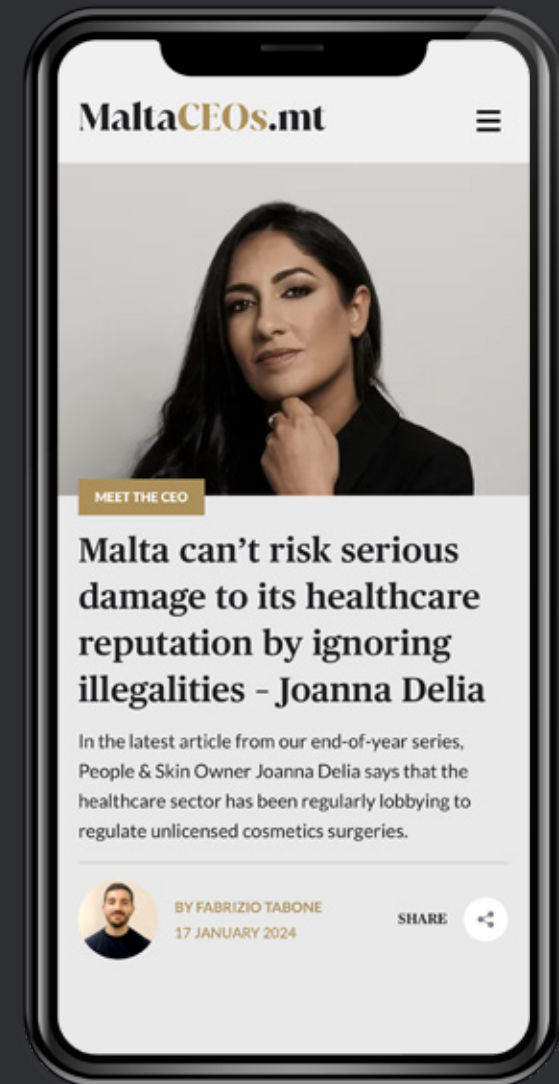 MaltaCEOs.mt
MEET THE CEO
Malta can’t risk serious
damage to its healthcare
reputation by ignoring
illegalities – Joanna Delia
In the latest article from our end-of-year series,
People & Skin Owner Joanna Delia says that the
healthcare sector has been regularly lobbying to
regulate unlicensed cosmetics surgeries.
BY FABRIZIO TABONE
17 JANUARY 2024
SHARE